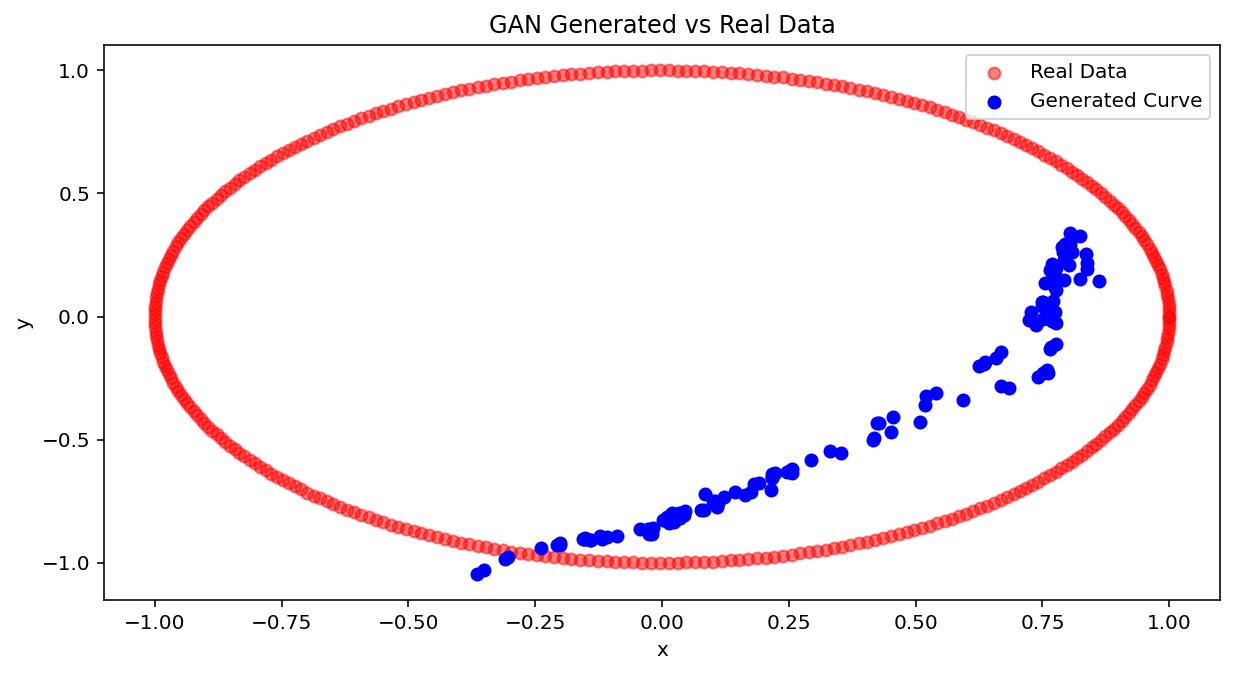 GAN Generated vs Real Data
Real Data
Generated Curve
1.0
0.5
0.0
−0.5
−1.0
y
−1.00 −0.75 −0.50 −0.25 0.00 0.25 0.50 0.75 1.00
x